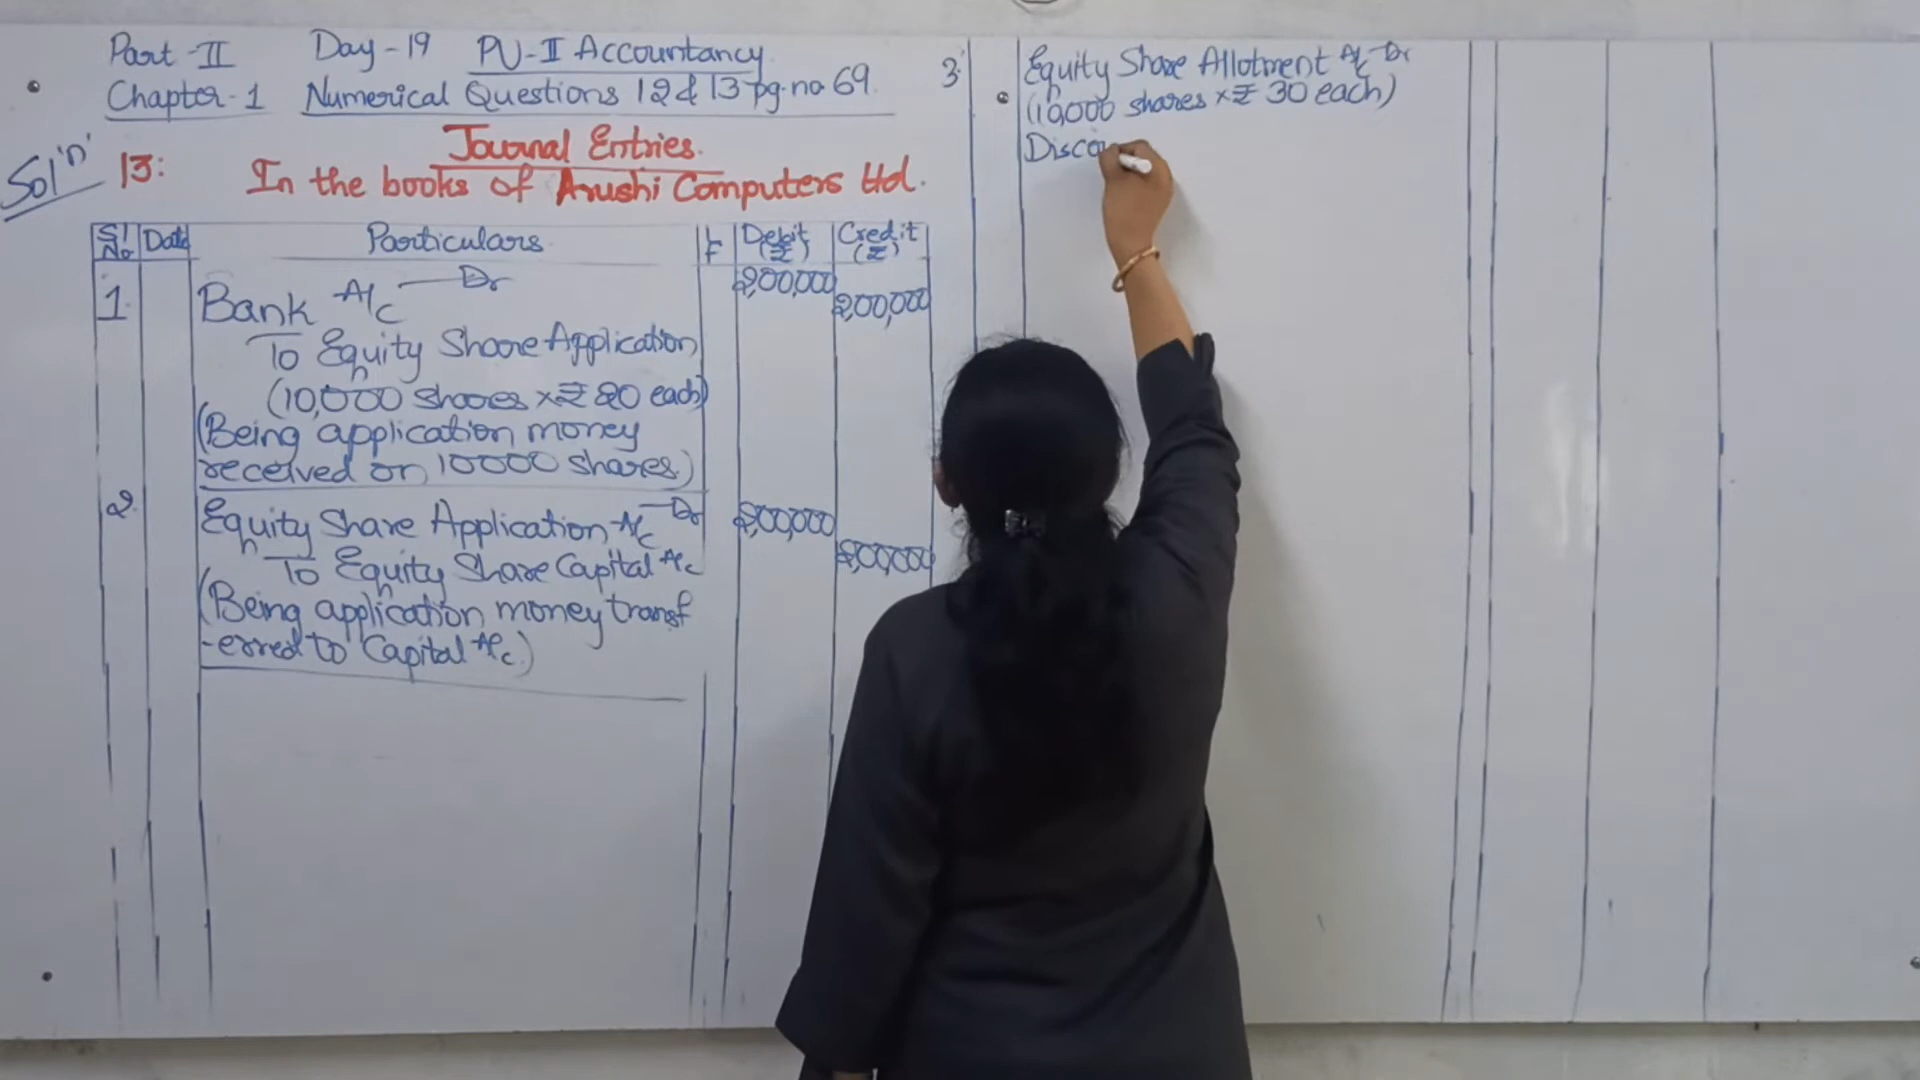 Part-II Day-19 PU-II Accountancy
Chapter-1 Numerical Questions 12 & 13 pg.no 69.
Sol'n' 13: Journal Entries.
In the books of Arushi Computers Ltd.
Sl No Date Particulars LF Debit (₹) Credit (₹)
1. Bank A/c Dr 2,00,000
To Equity Share Application 2,00,000
(10,000 shares × ₹ 20 each)
(Being application money
received on 10000 shares.)
2. Equity Share Application A/c Dr 2,00,000
To Equity Share Capital A/c 2,00,000
(Being application money transf
-erred to Capital A/c.)
3. Equity Share Allotment A/c Dr
(10,000 shares × ₹ 30 each)
Disco